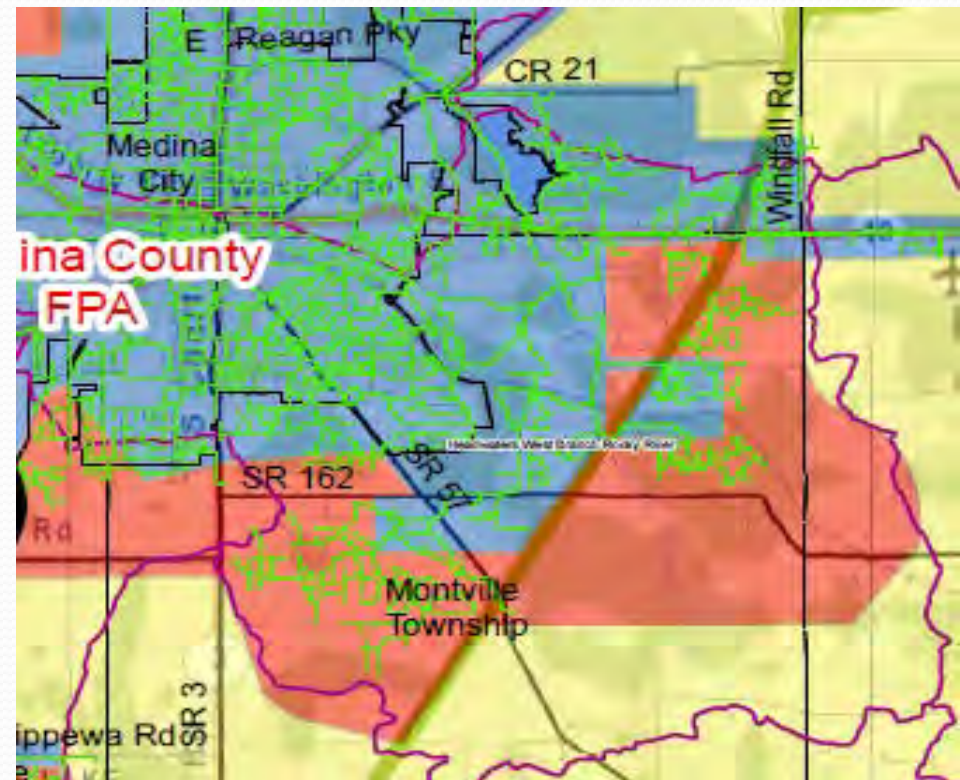 E Reagan Pky
CR 21
Windfall Rd
Medina
City
ina County
FPA
18
S
Headwaters West Branch Rocky River
SR 57
SR 162
Rd
Montville
Township
SR 3
ippewa Rd